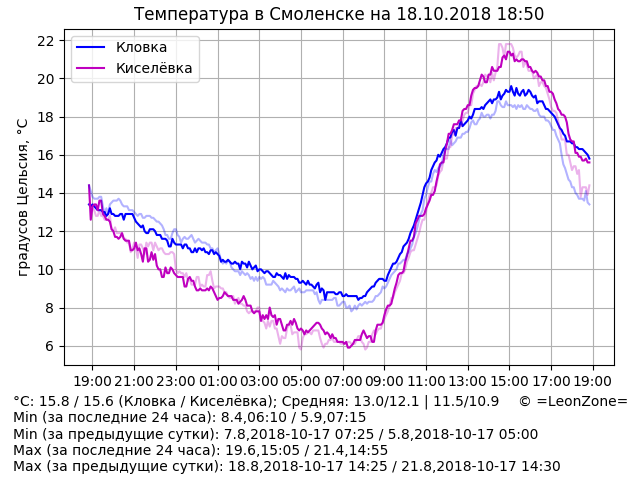 Температура в Смоленске на 18.10.2018 18:50
Кловка
Киселёвка
градусов Цельсия, °C
22
20
18
16
14
12
10
8
6
19:00 21:00 23:00 01:00 03:00 05:00 07:00 09:00 11:00 13:00 15:00 17:00 19:00
°C: 15.8 / 15.6 (Кловка / Киселёвка); Средняя: 13.0/12.1 | 11.5/10.9 © =LeonZone=
Min (за последние 24 часа): 8.4,06:10 / 5.9,07:15
Min (за предыдущие сутки): 7.8,2018-10-17 07:25 / 5.8,2018-10-17 05:00
Max (за последние 24 часа): 19.6,15:05 / 21.4,14:55
Max (за предыдущие сутки): 18.8,2018-10-17 14:25 / 21.8,2018-10-17 14:30